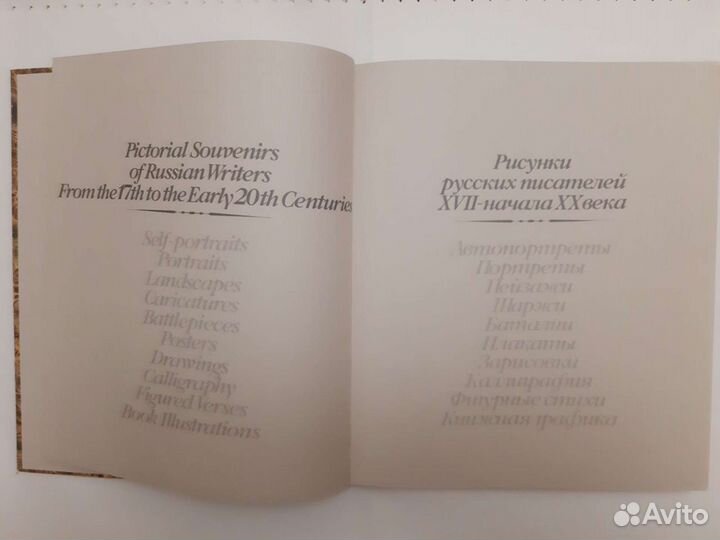 Pictorial Souvenirs
of Russian Writers
From the 17th to the Early 20th Centuries
Self-portraits
Portraits
Landscapes
Caricatures
Battlepieces
Posters
Drawings
Calligraphy
Figured Verses
Book Illustrations
Рисунки
русских писателей
XVII-начала XX века
Автопортреты
Портреты
Пейзажи
Шаржи
Баталии
Плакаты
Зарисовки
Каллиграфия
Фигурные стихи
Книжная графика
Avito